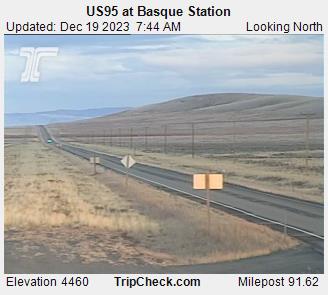 US95 at Basque Station
Updated: Dec 19 2023  7:44 AM
Looking North
Elevation 4460
TripCheck.com
Milepost 91.62